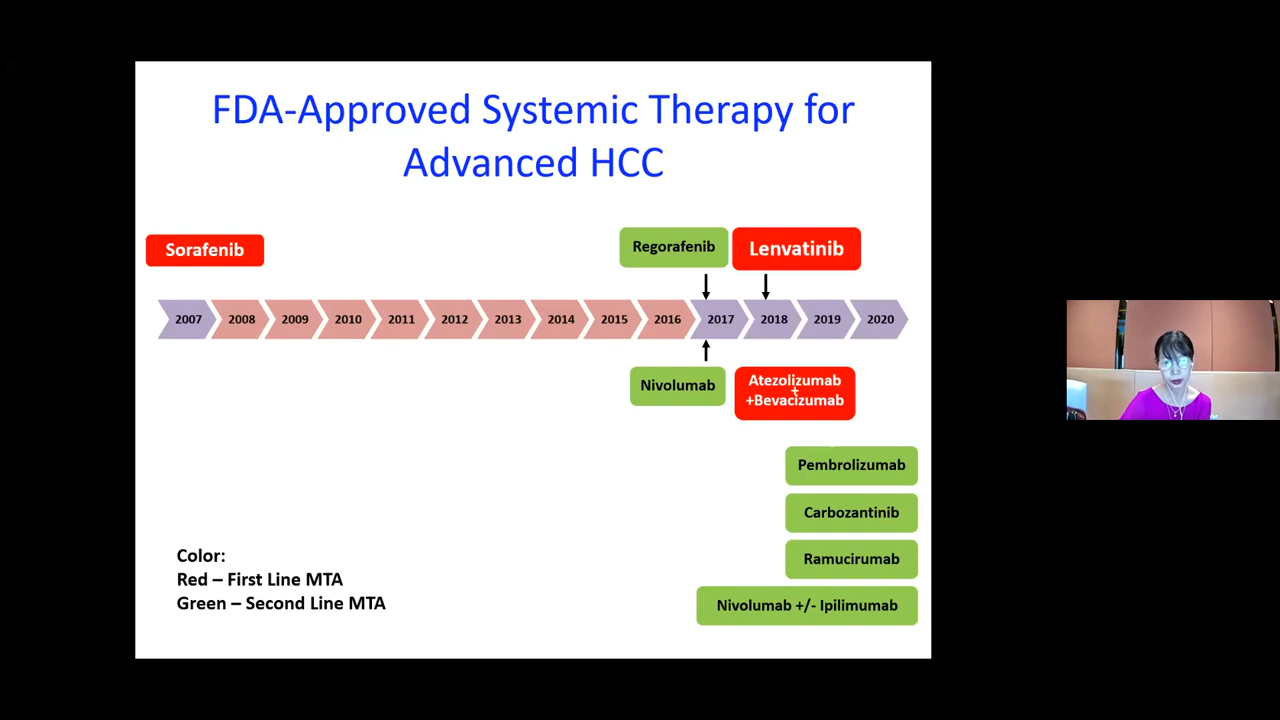 FDA-Approved Systemic Therapy for
Advanced HCC
Sorafenib
Regorafenib
Lenvatinib
2007
2008
2009
2010
2011
2012
2013
2014
2015
2016
2017
2018
2019
2020
Nivolumab
Atezolizumab
+
+Bevacizumab
Pembrolizumab
Carbozantinib
Ramucirumab
Nivolumab +/- Ipilimumab
Color:
Red – First Line MTA
Green – Second Line MTA